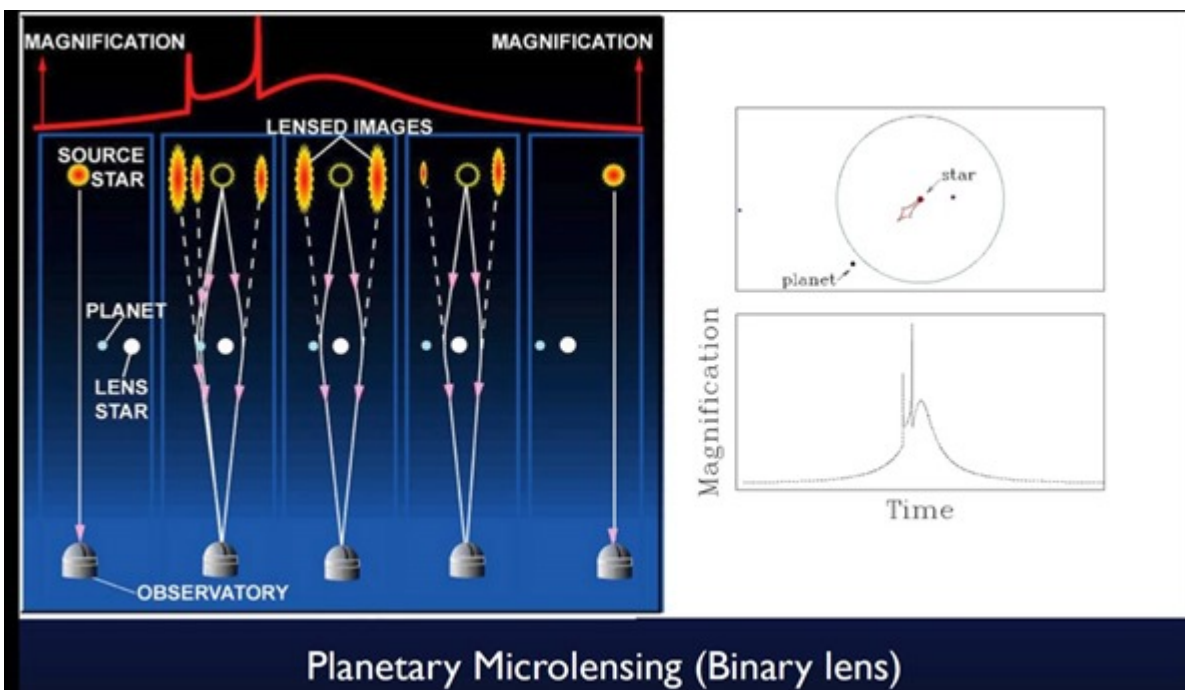 MAGNIFICATION
MAGNIFICATION
LENSED IMAGES
SOURCE
STAR
PLANET
LENS
STAR
OBSERVATORY
star
planet
Magnification
Time
Planetary Microlensing (Binary lens)